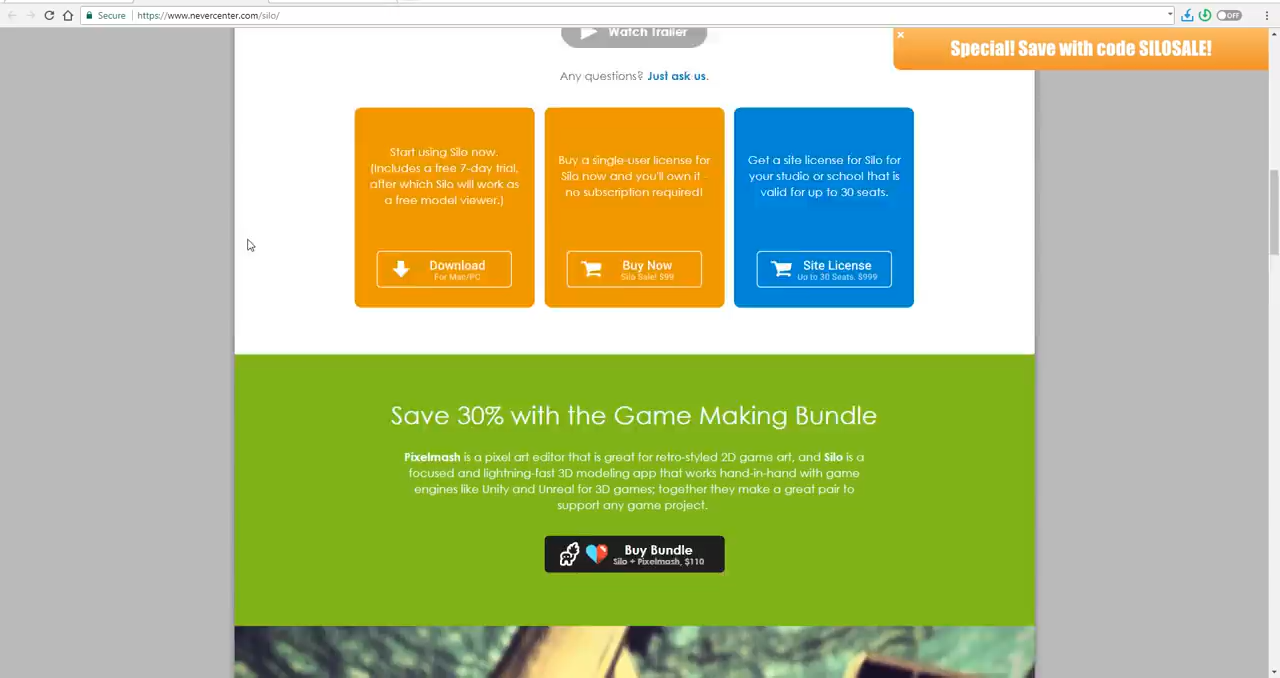 Secure
https://www.nevercenter.com/silo/
OFF
Watch Trailer
Special! Save with code SILOSALE!
Any questions? Just ask us.
Start using Silo now.
(Includes a free 7-day trial,
after which Silo will work as
a free model viewer.)
Download
For Mac/PC
Buy a single-user license for
Silo now and you'll own it -
no subscription required!
Buy Now
Silo Sale! $99
Get a site license for Silo for
your studio or school that is
valid for up to 30 seats.
Site License
Up to 30 Seats, $999
Save 30% with the Game Making Bundle
Pixelmash is a pixel art editor that is great for retro-styled 2D game art, and Silo is a
focused and lightning-fast 3D modeling app that works hand-in-hand with game
engines like Unity and Unreal for 3D games; together they make a great pair to
support any game project.
Buy Bundle
Silo + Pixelmash, $110